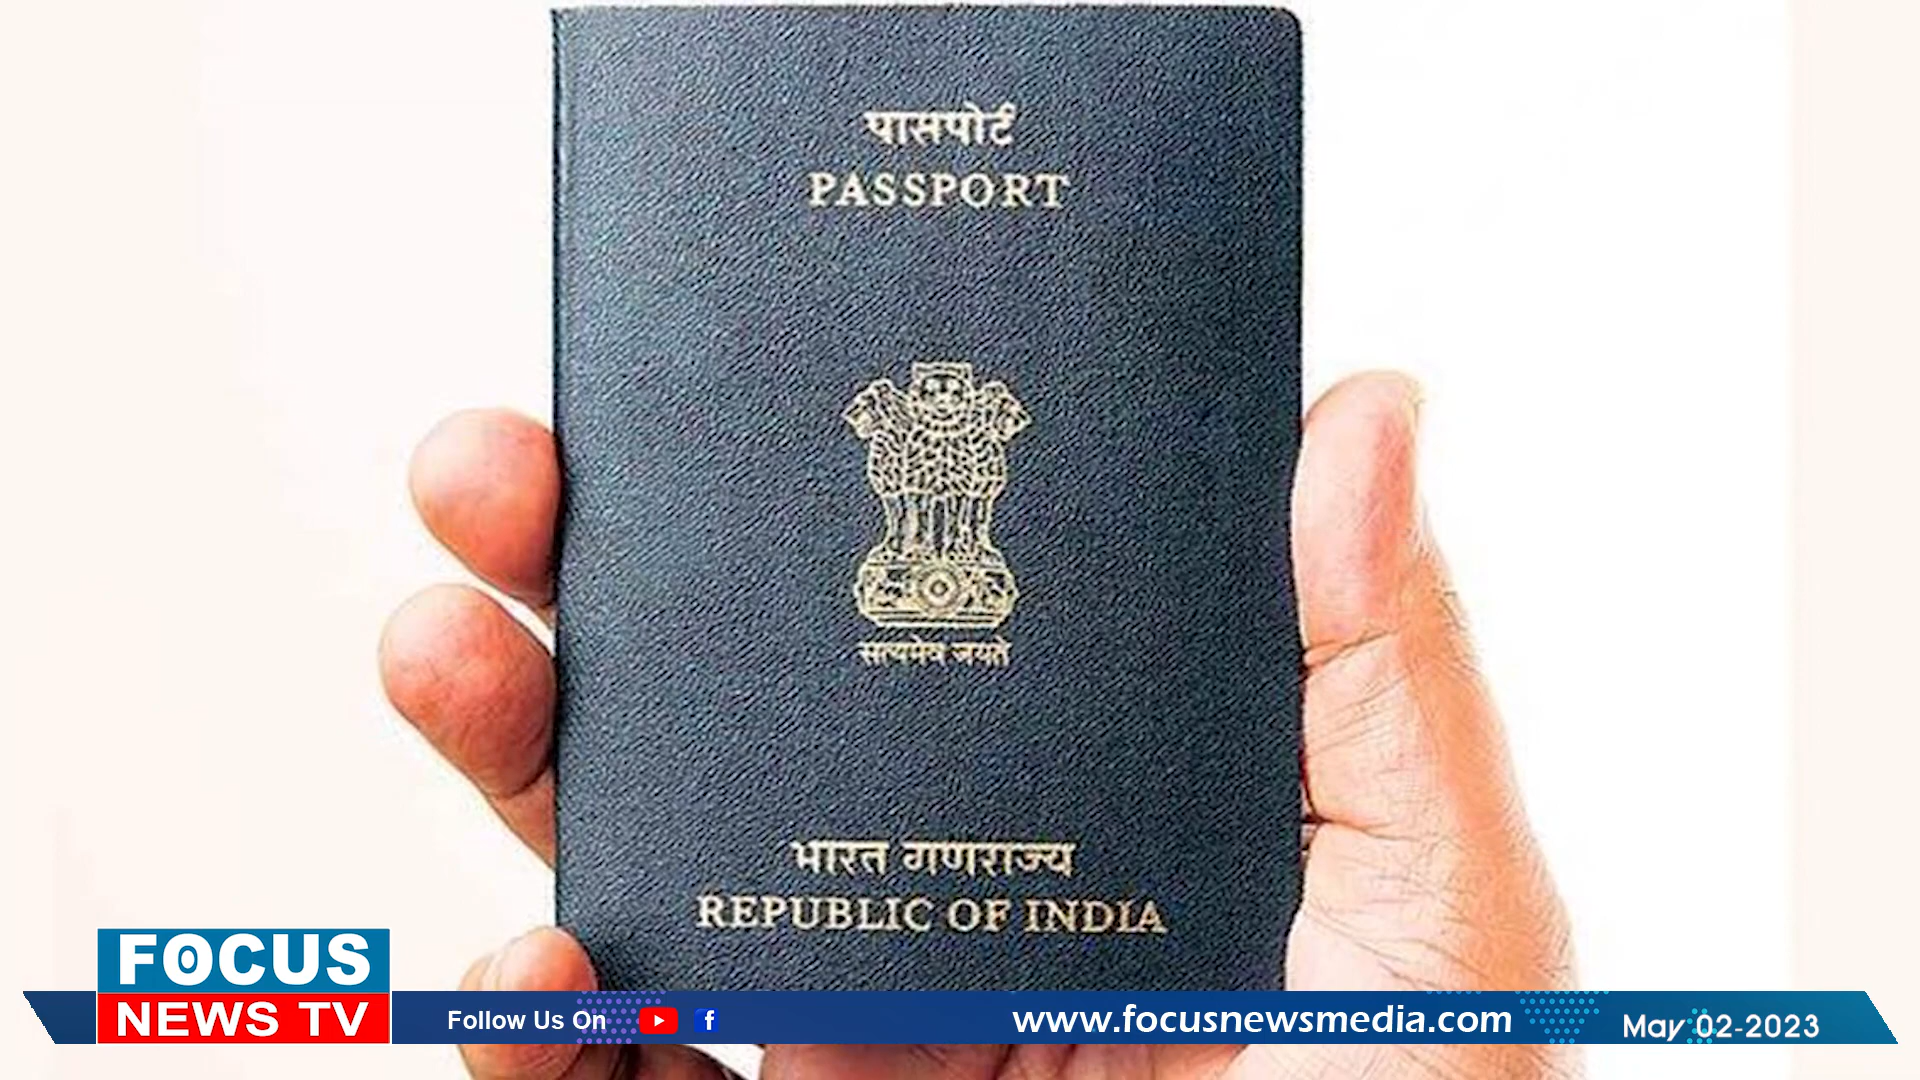 पासपोर्ट
PASSPORT
सत्यमेव जयते
भारत गणराज्य
REPUBLIC OF INDIA
FOCUS
NEWS TV
Follow Us On
www.focusnewsmedia.com
May 02-2023